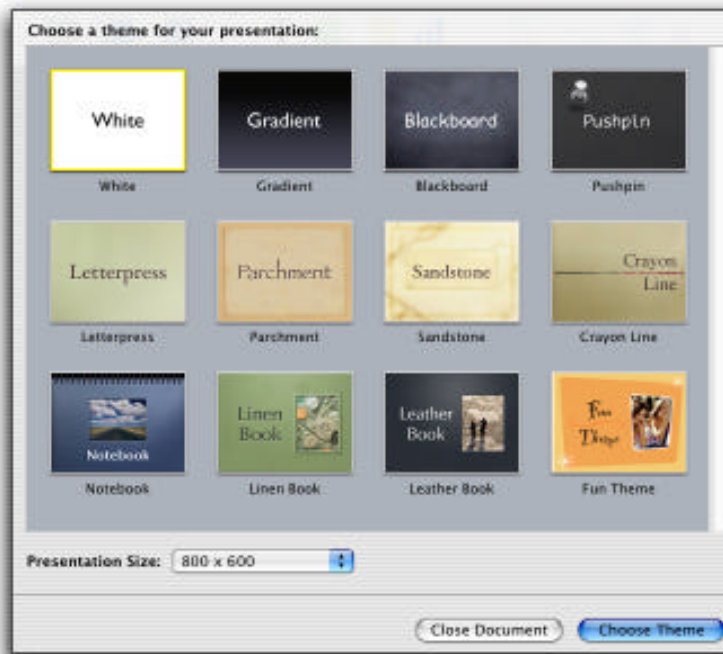 Choose a theme for your presentation:
White
Gradient
Blackboard
Pushpin
White
Gradient
Blackboard
Pushpin
Letterpress
Parchment
Sandstone
Crayon
Line
Letterpress
Parchment
Sandstone
Crayon Line
Notebook
Linen
Book
Leather
Book
Fun
Theme
Notebook
Linen Book
Leather Book
Fun Theme
Presentation Size: 800 x 600
Close Document
Choose Theme